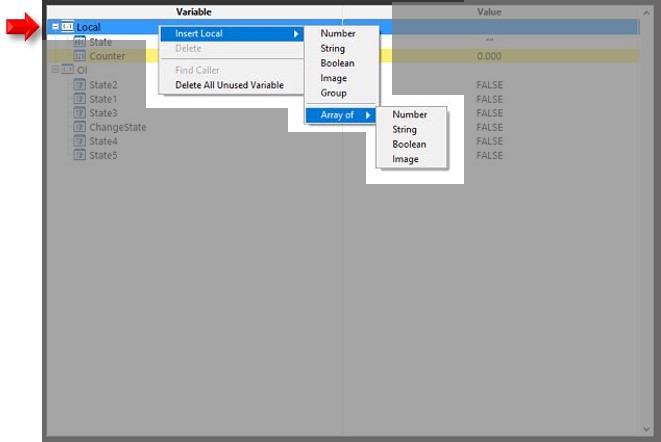 Variable Value
Local
State ""
Counter 0.000
OI
State2 FALSE
State1 FALSE
State3 FALSE
ChangeState FALSE
State4 FALSE
State5 FALSE
Insert Local
Delete
Find Caller
Delete All Unused Variable
Number
String
Boolean
Image
Group
Array of
Number
String
Boolean
Image